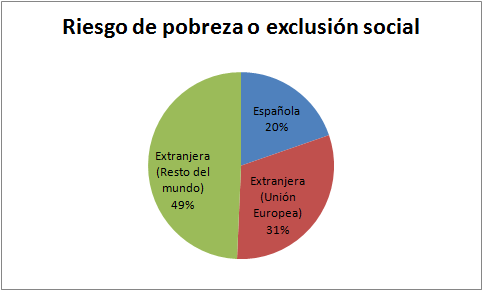 Riesgo de pobreza o exclusión social
Española
20%
Extranjera
(Unión
Europea)
31%
Extranjera
(Resto del
mundo)
49%